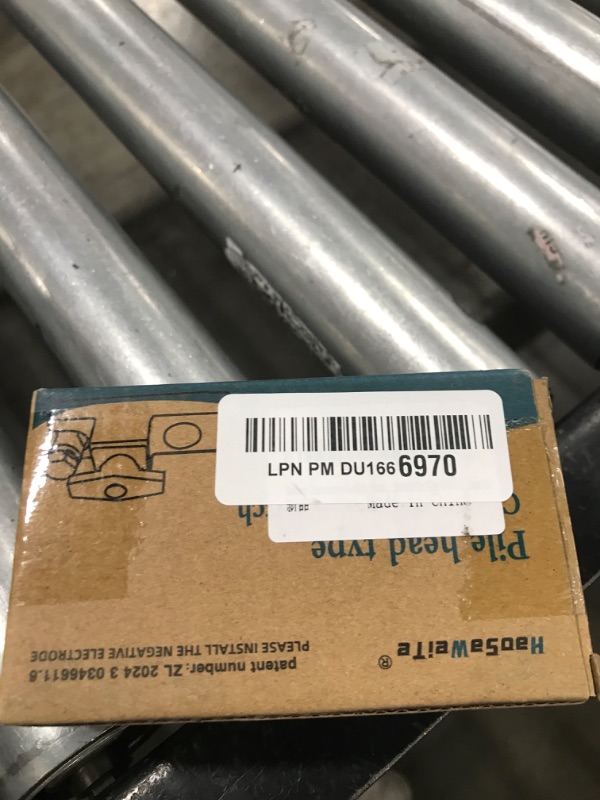 LPN PM DU1666970
Made in China
Pile head type
HaoSaWeiTe ®
patent number: ZL 2024 3 0346611.6
PLEASE INSTALL THE NEGATIVE ELECTRODE